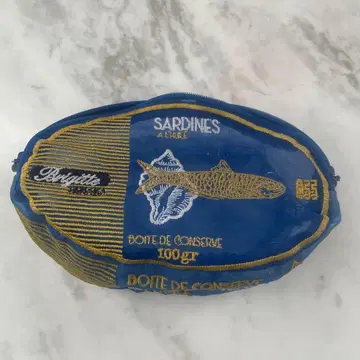 SARDINES
A L'HUILE
Brigitte
BOITE DE CONSERVE
100gr
BOITE DE CONSERVE